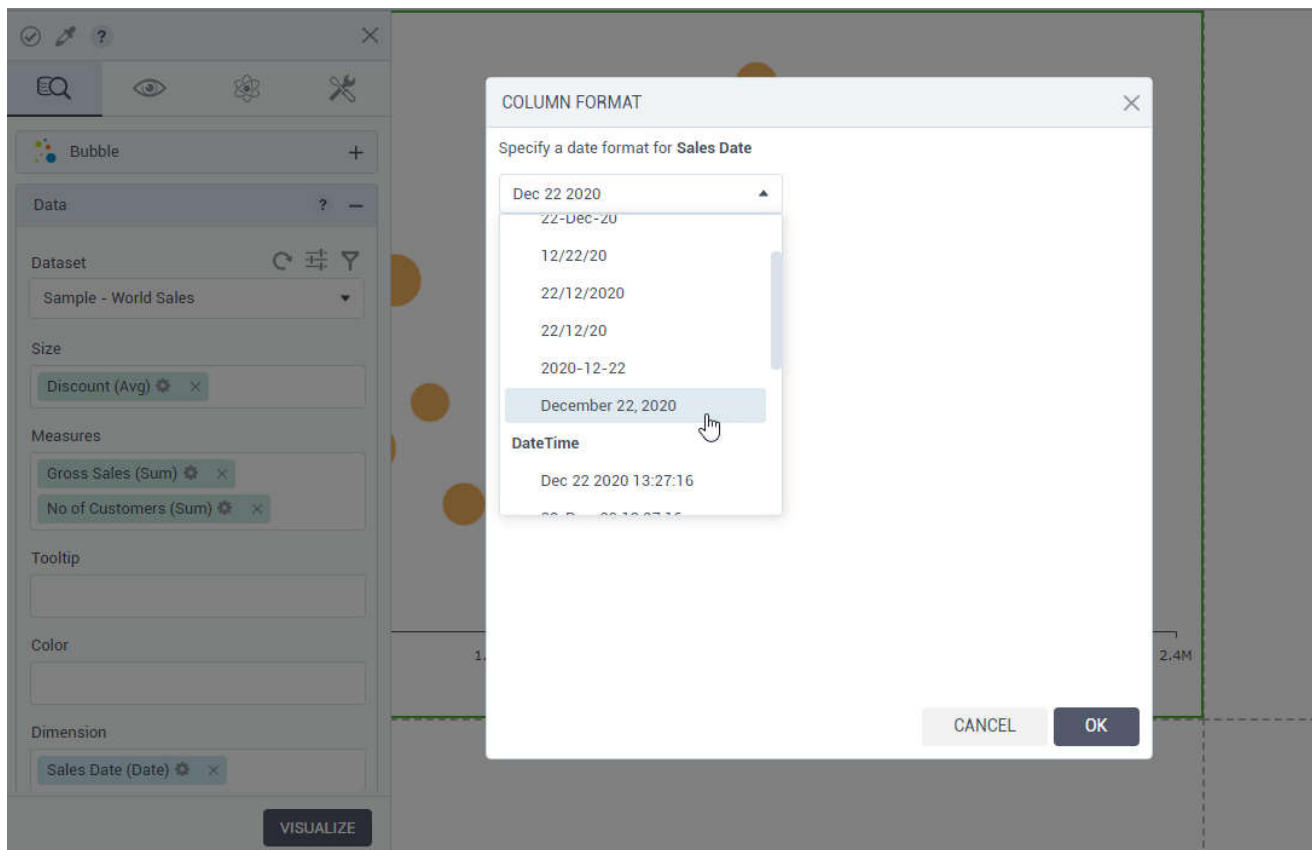 ?
Bubble
+
Data ? –
Dataset
Sample - World Sales
Size
Discount (Avg) ×
Measures
Gross Sales (Sum) ×
No of Customers (Sum) ×
Tooltip
Color
Dimension
Sales Date (Date) ×
VISUALIZE
COLUMN FORMAT
Specify a date format for Sales Date
Dec 22 2020
22-Dec-20
12/22/20
22/12/2020
22/12/20
2020-12-22
December 22, 2020
DateTime
Dec 22 2020 13:27:16
1.
2.4M
CANCEL OK